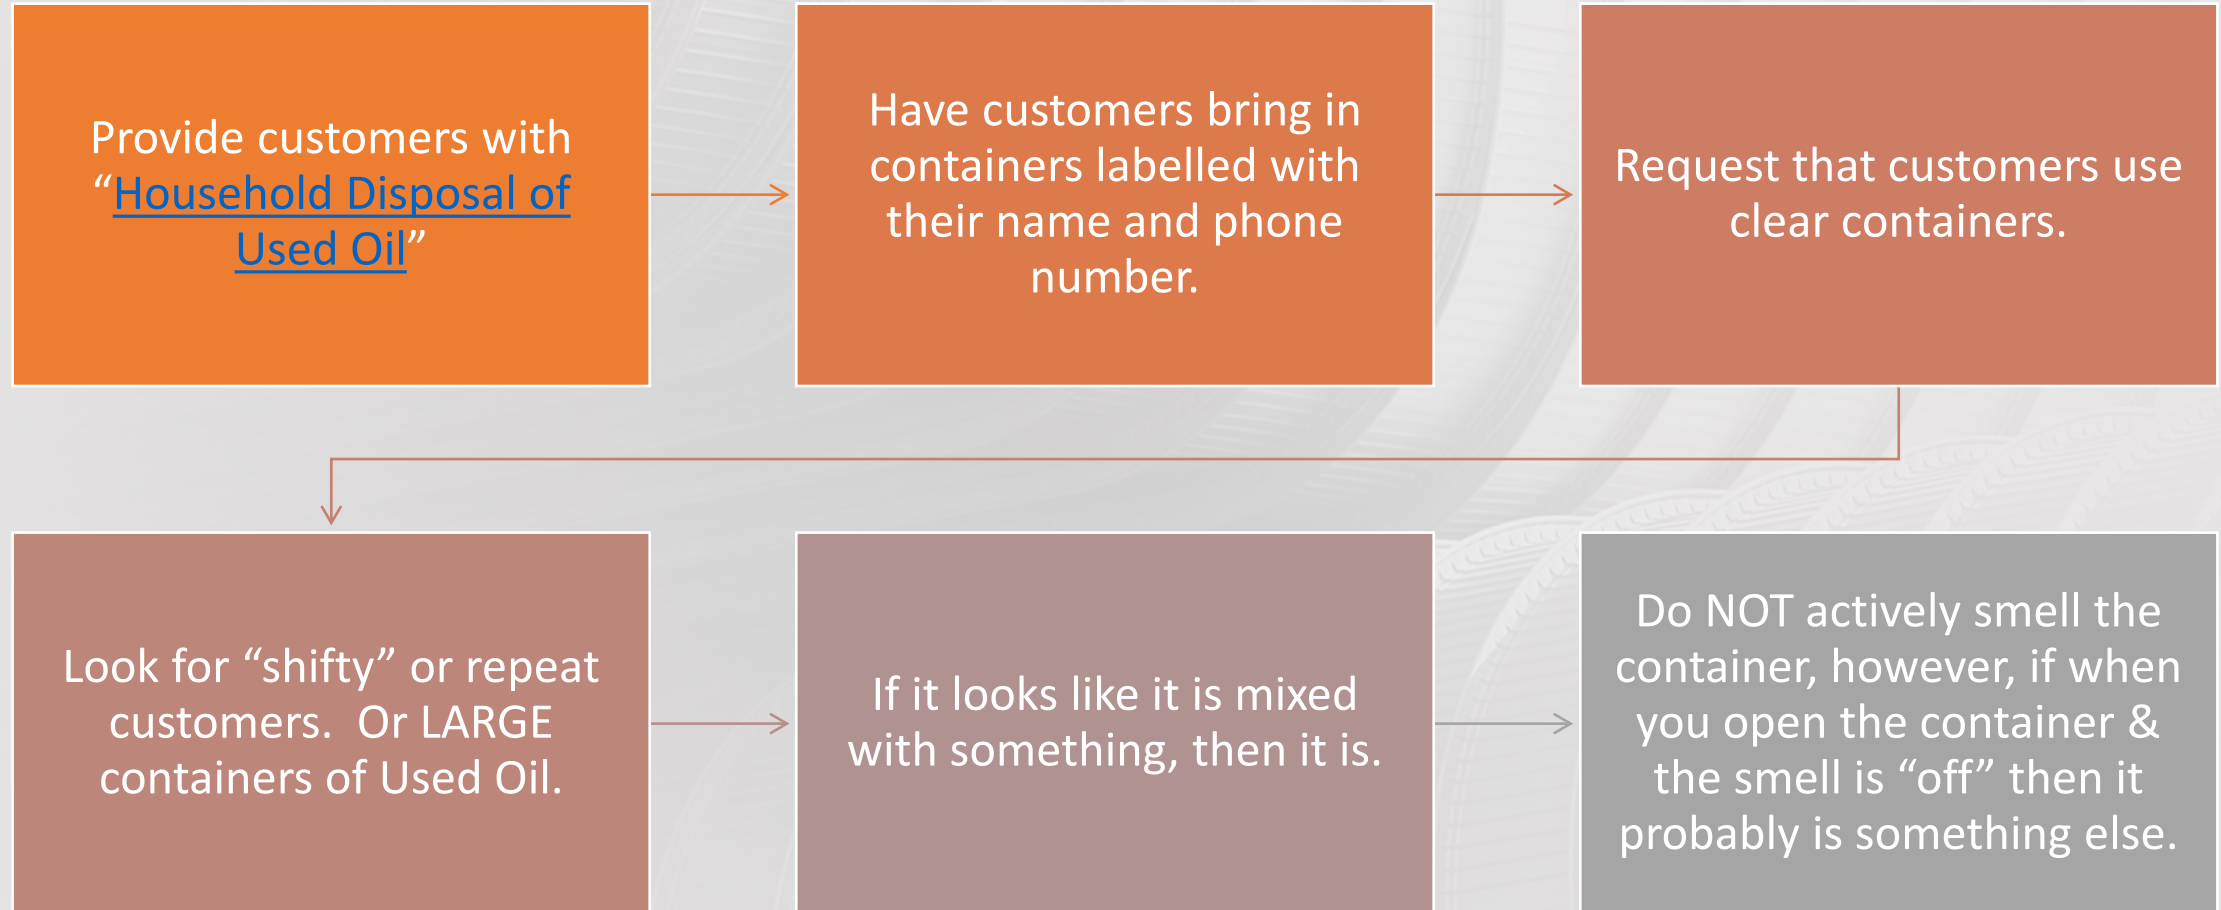 Provide customers with
“Household Disposal of
Used Oil”
Have customers bring in
containers labelled with
their name and phone
number.
Request that customers use
clear containers.
Look for “shifty” or repeat
customers.  Or LARGE
containers of Used Oil.
If it looks like it is mixed
with something, then it is.
Do NOT actively smell the
container, however, if when
you open the container &
the smell is “off” then it
probably is something else.